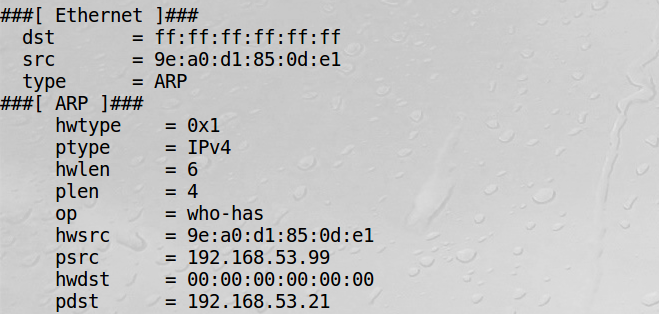 ###[ Ethernet ]###
  dst       = ff:ff:ff:ff:ff:ff
  src       = 9e:a0:d1:85:0d:e1
  type      = ARP
###[ ARP ]###
     hwtype    = 0x1
     ptype     = IPv4
     hwlen     = 6
     plen      = 4
     op        = who-has
     hwsrc     = 9e:a0:d1:85:0d:e1
     psrc      = 192.168.53.99
     hwdst     = 00:00:00:00:00:00
     pdst      = 192.168.53.21